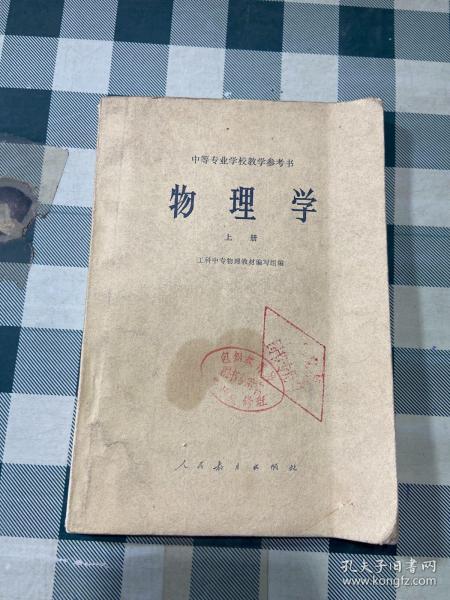 中等专业学校教学参考书
物理学
上册
工科中专物理教材编写组编
人民教育出版社
孔夫子旧书网
www.kongfz.com